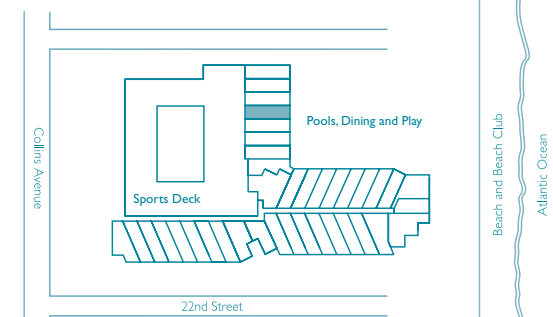 Collins Avenue
Pools, Dining and Play
Sports Deck
22nd Street
Beach and Beach Club
Atlantic Ocean